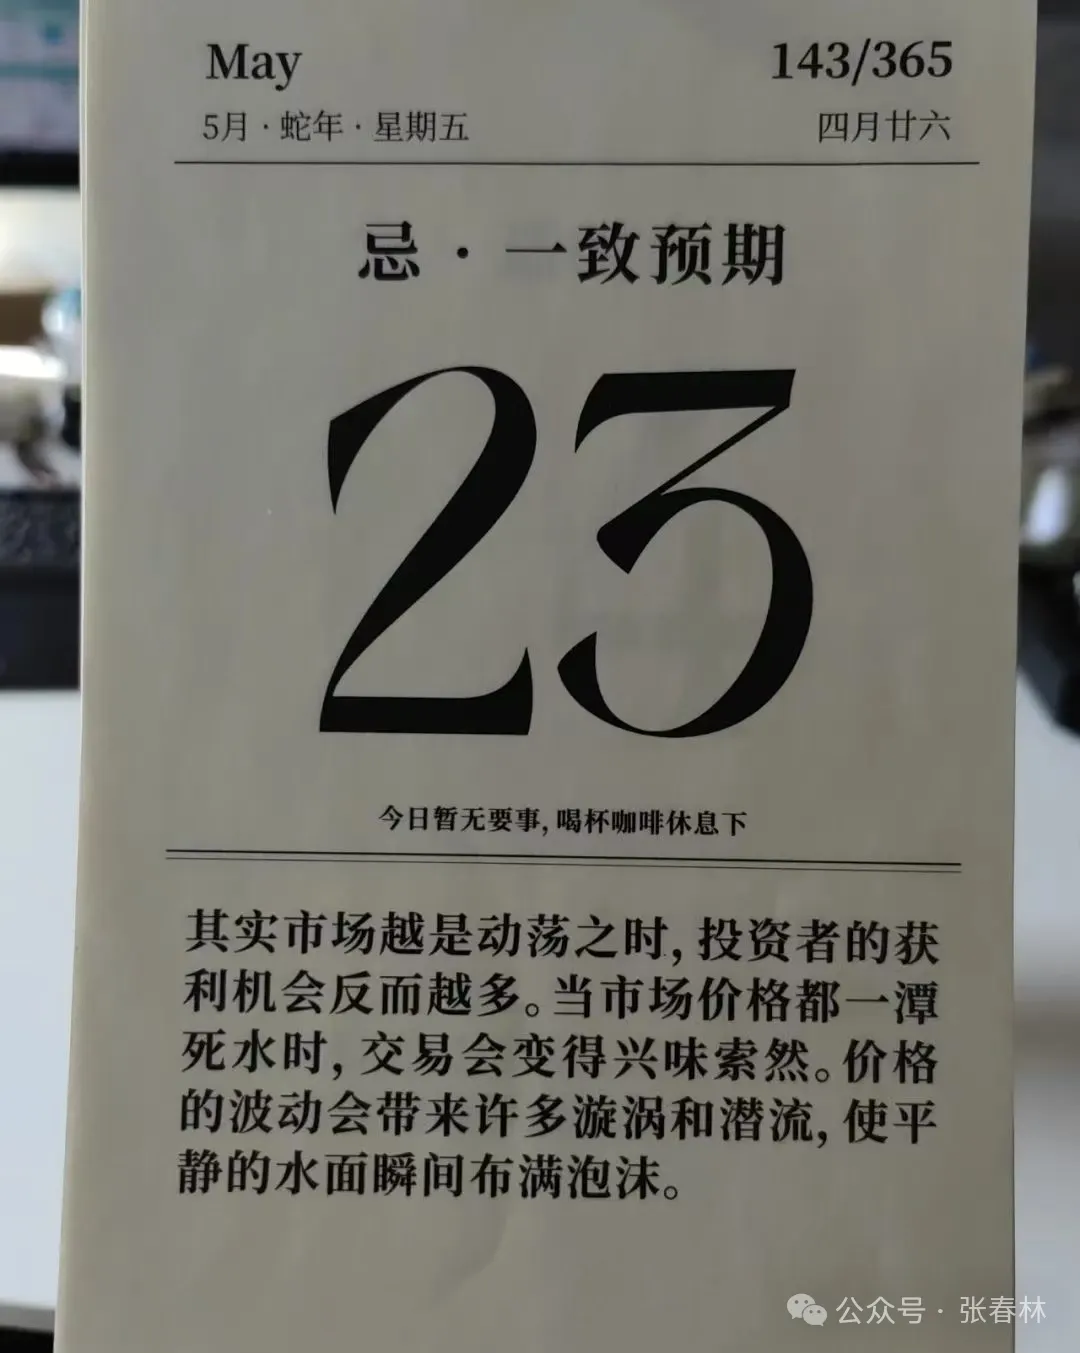 May 143/365
5月·蛇年·星期五 四月廿六
忌·一致预期
23
今日暂无要事,喝杯咖啡休息下
其实市场越是动荡之时,投资者的获
利机会反而越多。当市场价格都一潭
死水时,交易会变得兴味索然。价格
的波动会带来许多漩涡和潜流,使平
静的水面瞬间布满泡沫。
公众号·张春林